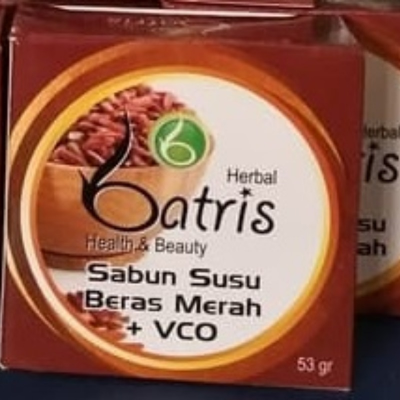 Herbal
batris
Health & Beauty
Sabun Susu
Beras Merah
+ VCO
53 gr